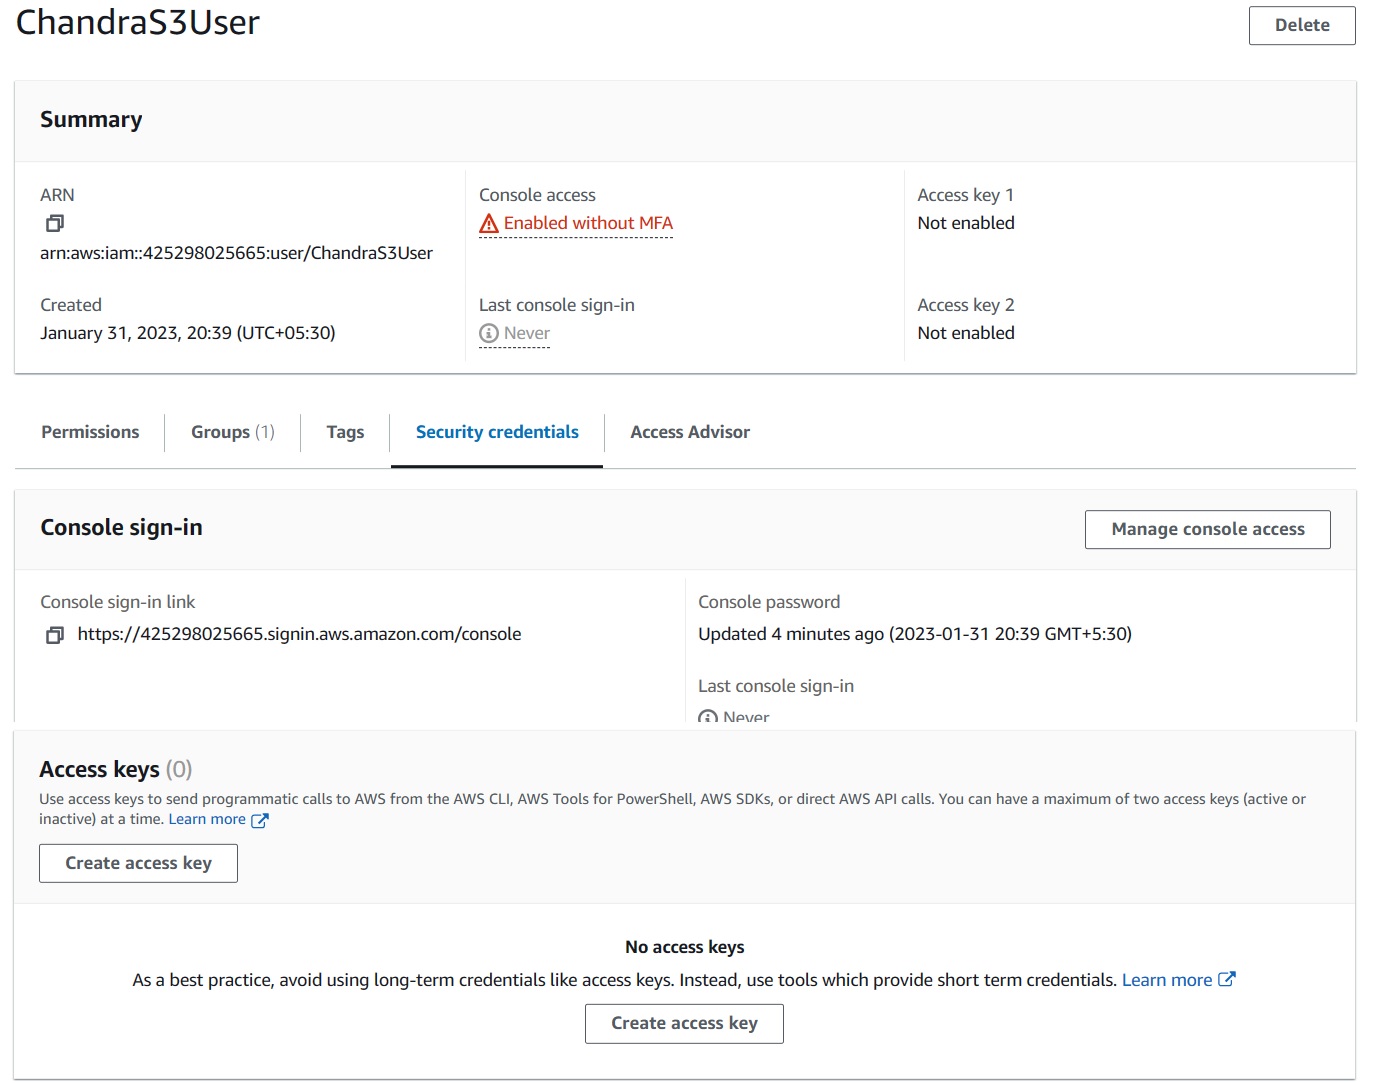 ChandraS3User
Delete
Summary
ARN
arn:aws:iam::425298025665:user/ChandraS3User
Console access
Enabled without MFA
Access key 1
Not enabled
Created
January 31, 2023, 20:39 (UTC+05:30)
Last console sign-in
Never
Access key 2
Not enabled
Permissions
Groups (1)
Tags
Security credentials
Access Advisor
Console sign-in
Manage console access
Console sign-in link
https://425298025665.signin.aws.amazon.com/console
Console password
Updated 4 minutes ago (2023-01-31 20:39 GMT+5:30)
Last console sign-in
Never
Access keys (0)
Use access keys to send programmatic calls to AWS from the AWS CLI, AWS Tools for PowerShell, AWS SDKs, or direct AWS API calls. You can have a maximum of two access keys (active or
inactive) at a time. Learn more
Create access key
No access keys
As a best practice, avoid using long-term credentials like access keys. Instead, use tools which provide short term credentials. Learn more
Create access key